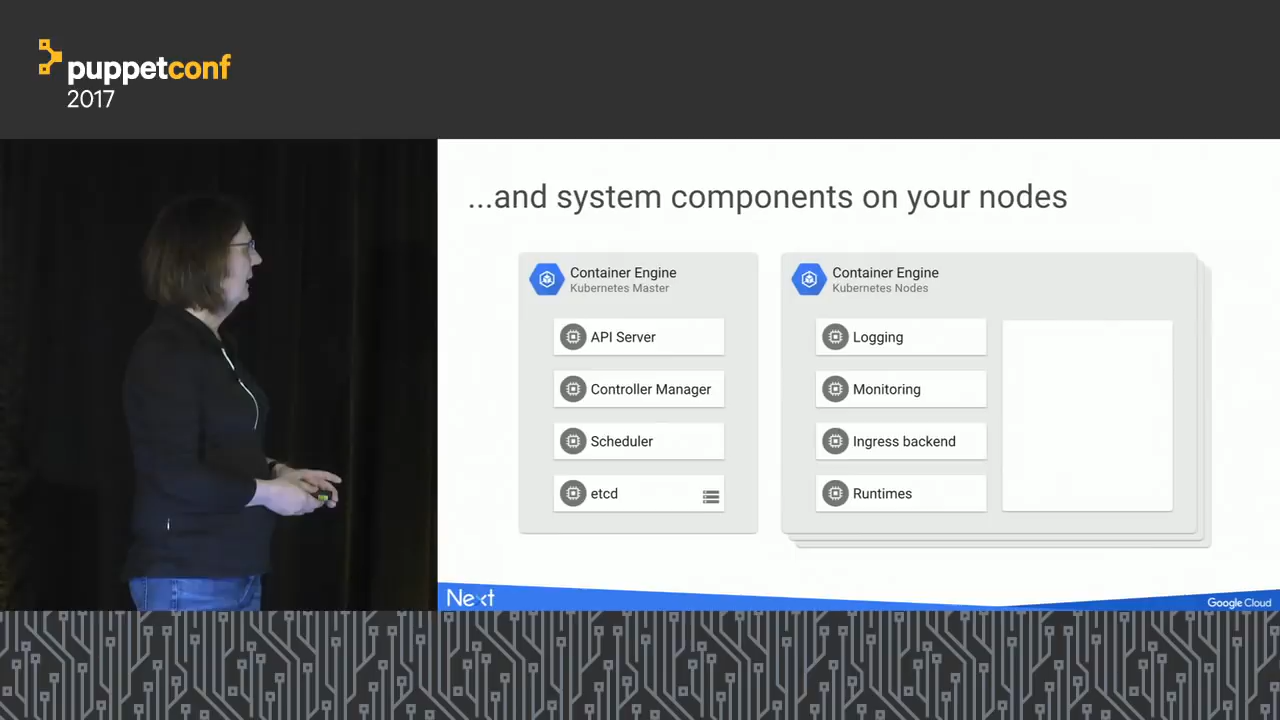 puppetconf
2017
...and system components on your nodes
Container Engine
Kubernetes Master
API Server
Controller Manager
Scheduler
etcd
Container Engine
Kubernetes Nodes
Logging
Monitoring
Ingress backend
Runtimes
Next
Google Cloud